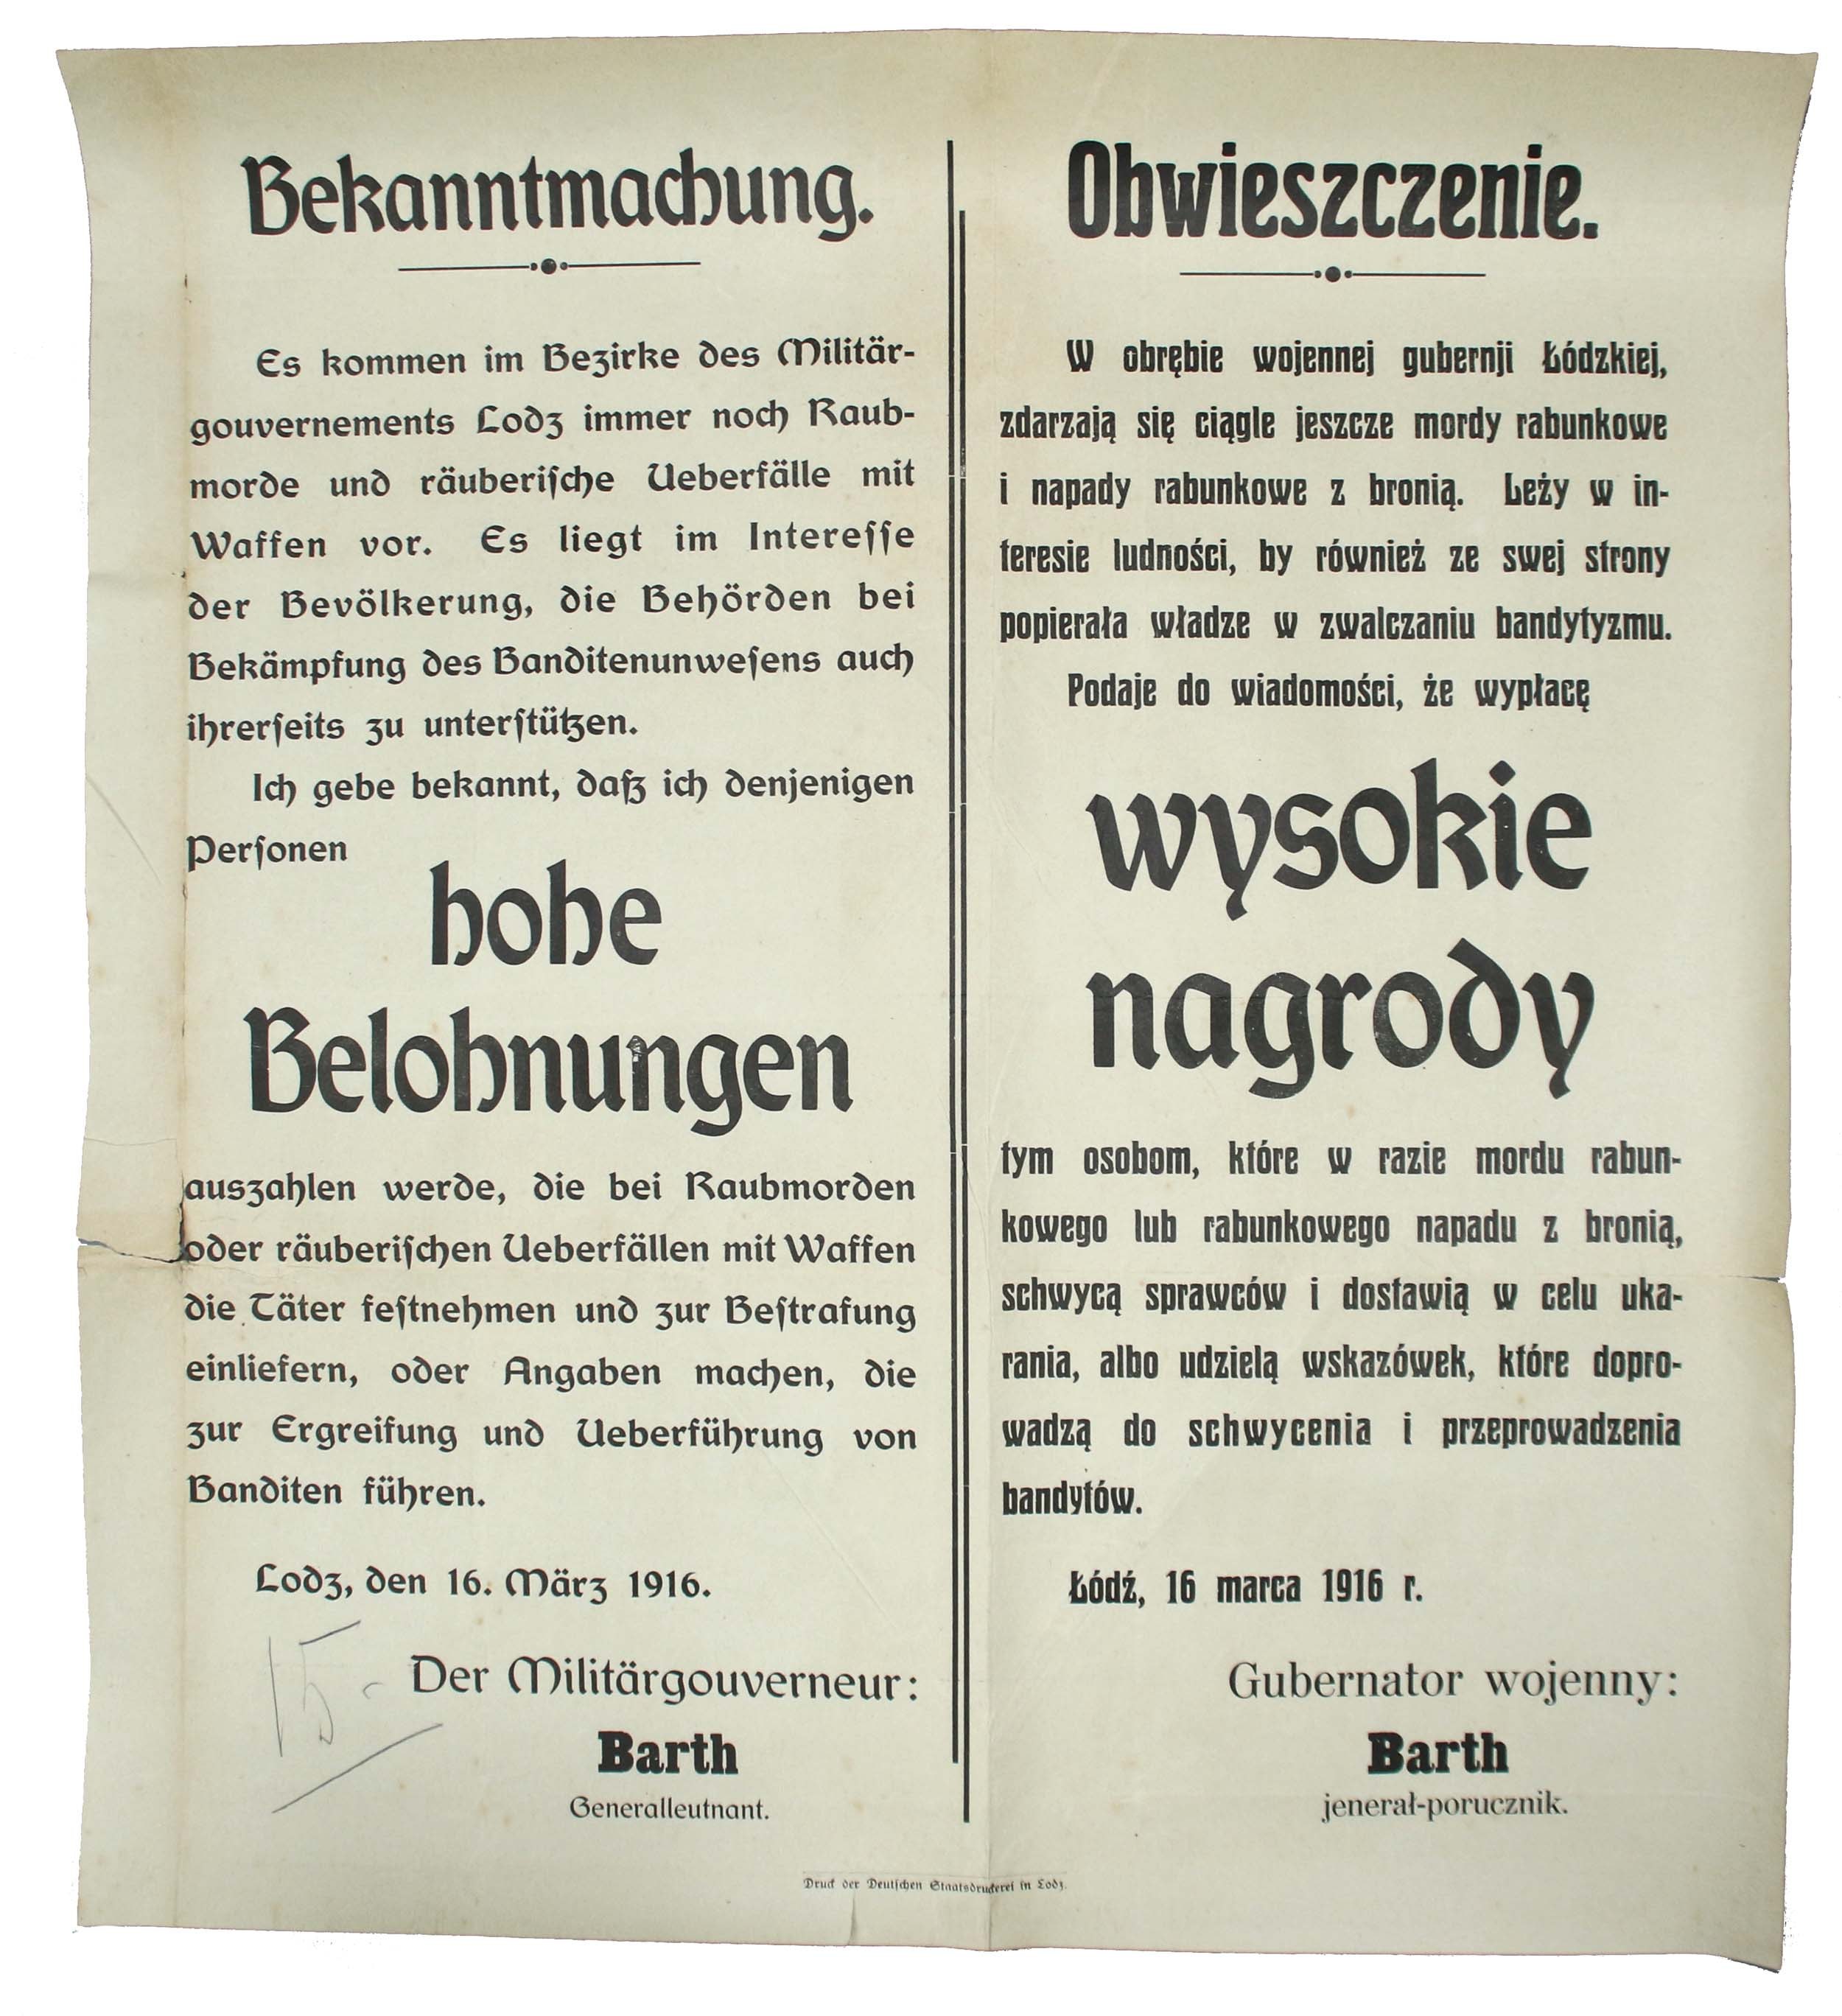 Bekanntmachung.
Es kommen im Bezirke des Militär-
gouvernements Lodz immer noch Raub-
morde und räuberiſche Ueberfälle mit
Waffen vor. Es liegt im Intereſſe
der Bevölkerung, die Behörden bei
Bekämpfung des Banditenunweſens auch
ihrerſeits zu unterſtützen.
Ich gebe bekannt, daß ich denjenigen
Perſonen
hohe
Belohnungen
auszahlen werde, die bei Raubmorden
oder räuberiſchen Ueberfällen mit Waffen
die Täter feſtnehmen und zur Beſtrafung
einliefern, oder Angaben machen, die
zur Ergreifung und Ueberführung von
Banditen führen.
Lodz, den 16. März 1916.
15.-
Der Militärgouverneur:
Barth
Generalleutnant.
Obwieszczenie.
W obrębie wojennej gubernji Łódzkiej,
zdarzają się ciągle jeszcze mordy rabunkowe
i napady rabunkowe z bronią. Leży w in-
teresie ludności, by również ze swej strony
popierała władze w zwalczaniu bandytyzmu.
Podaje do wiadomości, że wypłacę
wysokie
nagrody
tym osobom, które w razie mordu rabun-
kowego lub rabunkowego napadu z bronią,
schwycą sprawców i dostawią w celu uka-
rania, albo udzielą wskazówek, które dopro-
wadzą do schwycenia i przeprowadzenia
bandytów.
Łódź, 16 marca 1916 r.
Gubernator wojenny:
Barth
jenerał-porucznik.
Druck der Deutſchen Staatsdruckerei in Lodz.